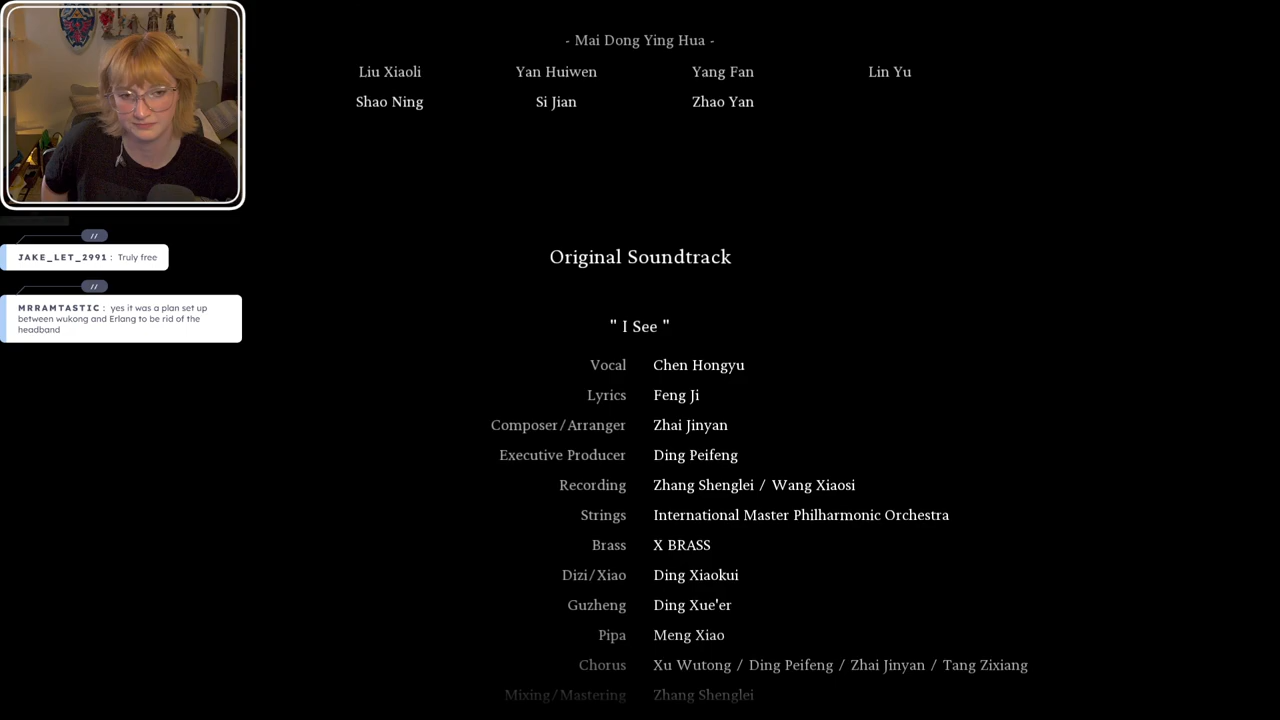 - Mai Dong Ying Hua -
Liu Xiaoli Yan Huiwen Yang Fan Lin Yu
Shao Ning Si Jian Zhao Yan
//
JAKE_LET_2991 : Truly free
//
MRRAMTASTIC : yes it was a plan set up
between wukong and Erlang to be rid of the
headband
Original Soundtrack
" I See "
Vocal Chen Hongyu
Lyrics Feng Ji
Composer/Arranger Zhai Jinyan
Executive Producer Ding Peifeng
Recording Zhang Shenglei / Wang Xiaosi
Strings International Master Philharmonic Orchestra
Brass X BRASS
Dizi/Xiao Ding Xiaokui
Guzheng Ding Xue'er
Pipa Meng Xiao
Chorus Xu Wutong / Ding Peifeng / Zhai Jinyan / Tang Zixiang
Mixing/Mastering Zhang Shenglei